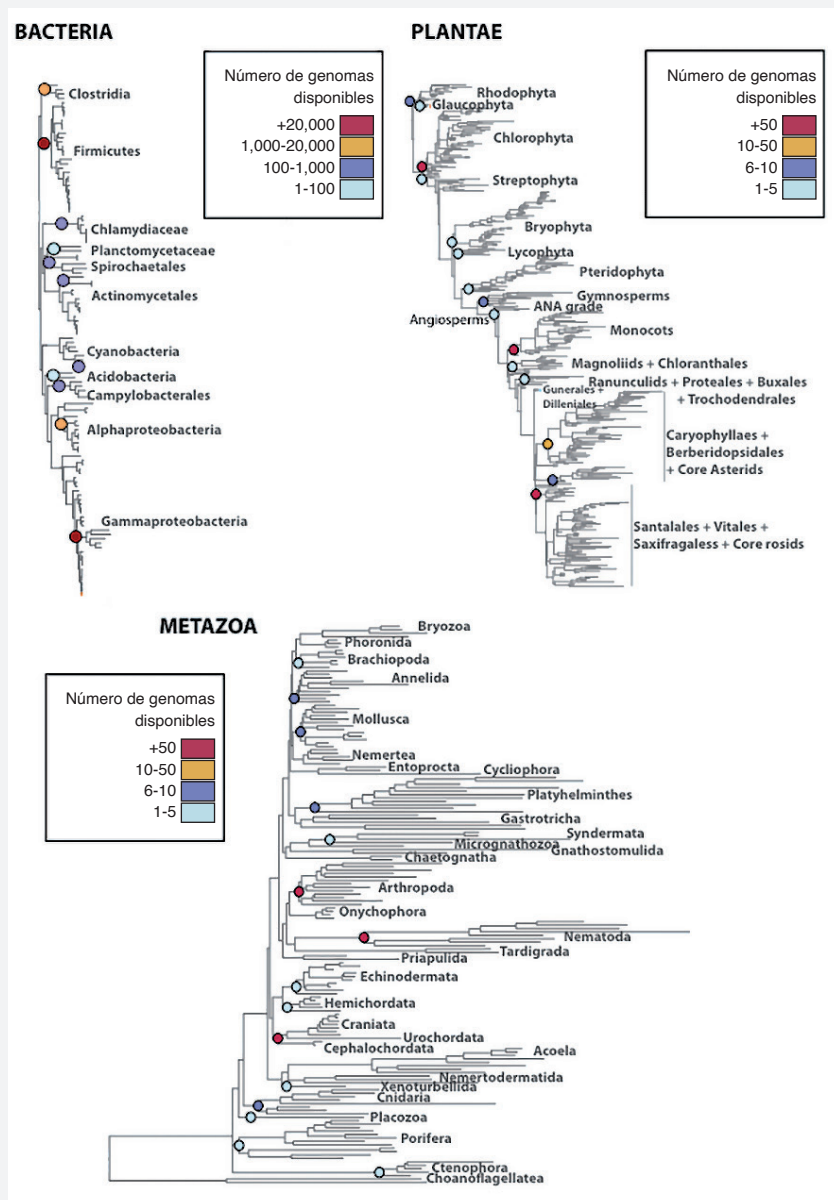 BACTERIA
Número de genomas
disponibles
+20,000
1,000-20,000
100-1,000
1-100
Clostridia
Firmicutes
Chlamydiaceae
Planctomycetaceae
Spirochaetales
Actinomycetales
Cyanobacteria
Acidobacteria
Campylobacterales
Alphaproteobacteria
Gammaproteobacteria
PLANTAE
Número de genomas
disponibles
+50
10-50
6-10
1-5
Rhodophyta
Glaucophyta
Chlorophyta
Streptophyta
Bryophyta
Lycophyta
Pteridophyta
Gymnosperms
ANA grade
Angiosperms
Monocots
Magnoliids + Chloranthales
Ranunculids + Proteales + Buxales
+ Trochodendrales
Gunerales +
Dilleniales
Caryophyllaes +
Berberidopsidales
+ Core Asterids
Santalales + Vitales +
Saxifragaless + Core rosids
METAZOA
Número de genomas
disponibles
+50
10-50
6-10
1-5
Bryozoa
Phoronida
Brachiopoda
Annelida
Mollusca
Nemertea
Entoprocta
Cycliophora
Platyhelminthes
Gastrotricha
Syndermata
Micrognathozoa
Gnathostomulida
Chaetognatha
Arthropoda
Onychophora
Nematoda
Tardigrada
Priapulida
Echinodermata
Hemichordata
Craniata
Urochordata
Cephalochordata
Acoela
Nemertodermatida
Xenoturbellida
Cnidaria
Placozoa
Porifera
Ctenophora
Choanoflagellatea